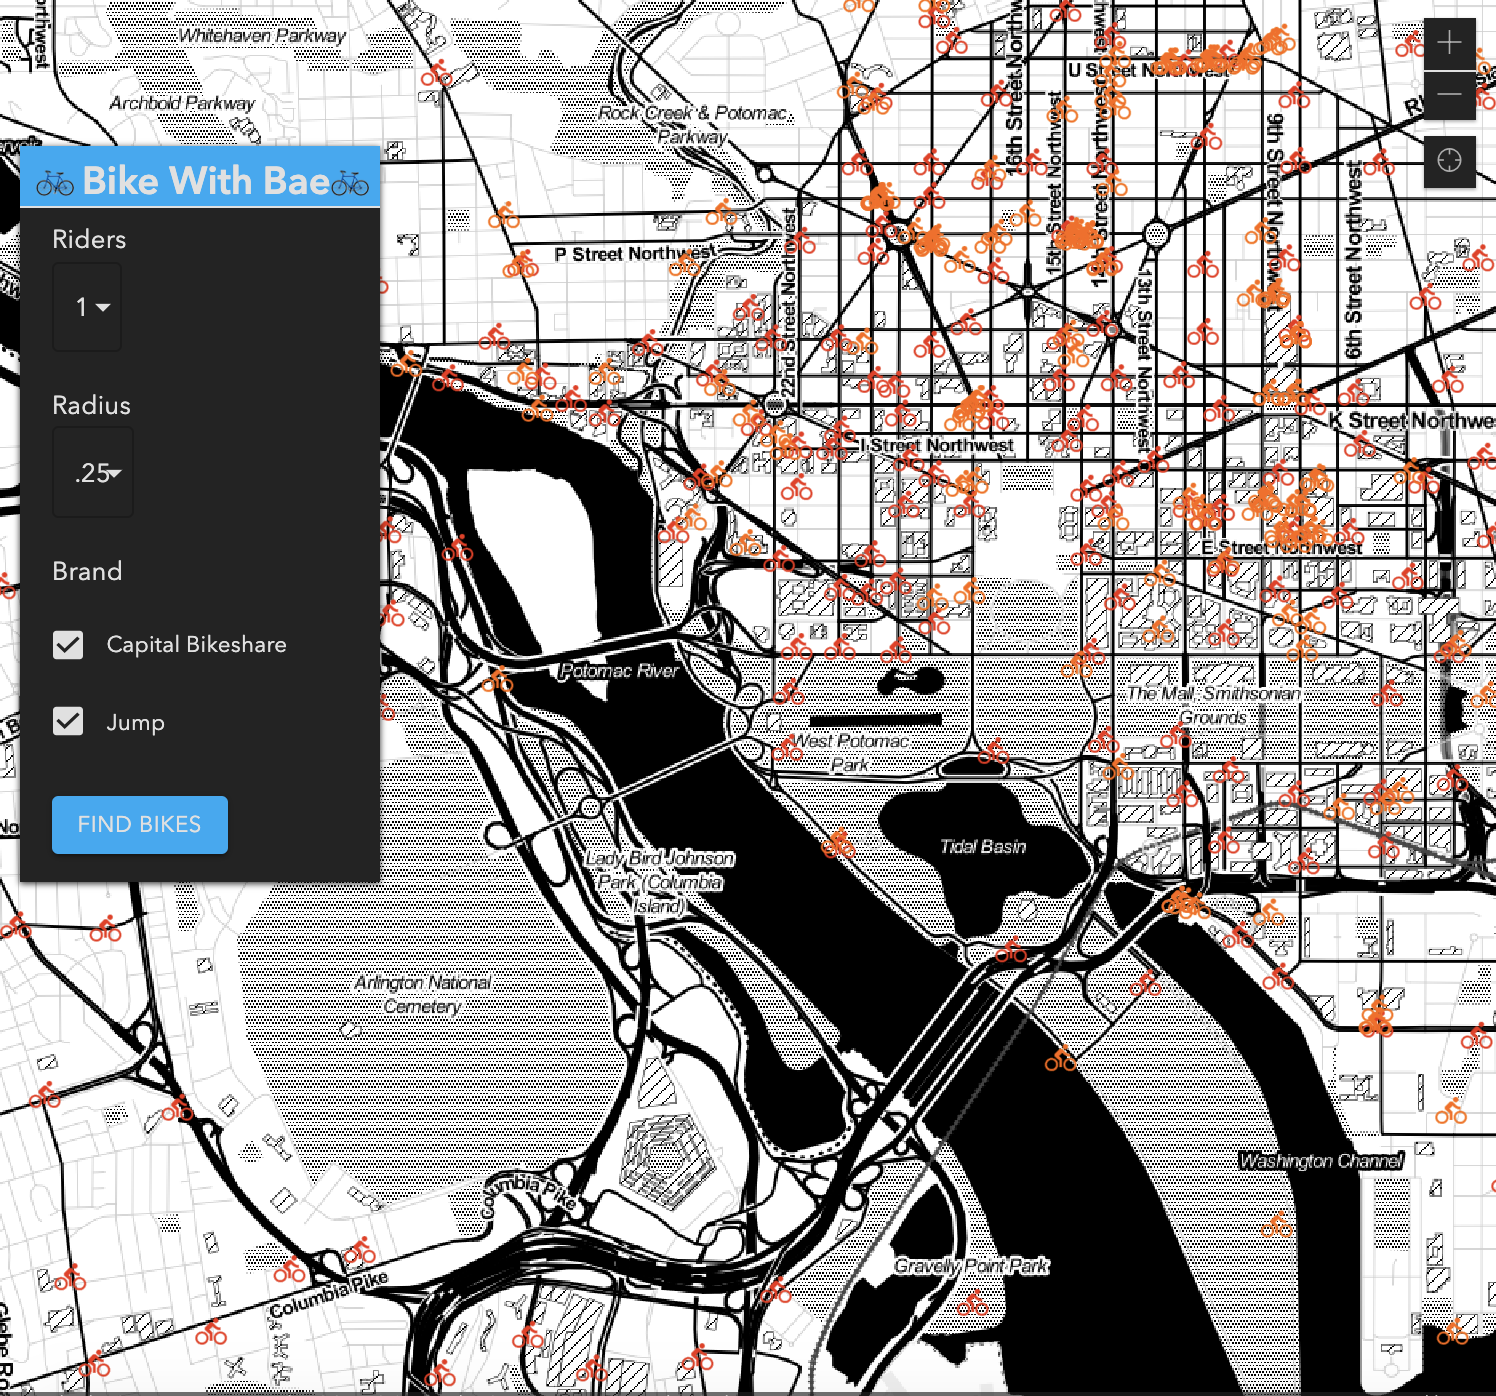 Whitehaven Parkway
Archbold Parkway
Rock Creek & Potomac
Parkway
U Street Northwest
16th Street Northwest
15th Street Northwest
9th Street Northwest
6th Street Northwest
13th Street Northwest
22nd Street Northwest
P Street Northwest
K Street Northwe
I Street Northwest
E Street Northwest
Bike With Bae
Riders
1
Radius
.25
Brand
Capital Bikeshare
Jump
FIND BIKES
Potomac River
The Mall, Smithsonian
Grounds
West Potomac
Park
Tidal Basin
Lady Bird Johnson
Park (Columbia
Island)
Arlington National
Cemetery
Washington Channel
Columbia Pike
Gravelly Point Park
Columbia Pike